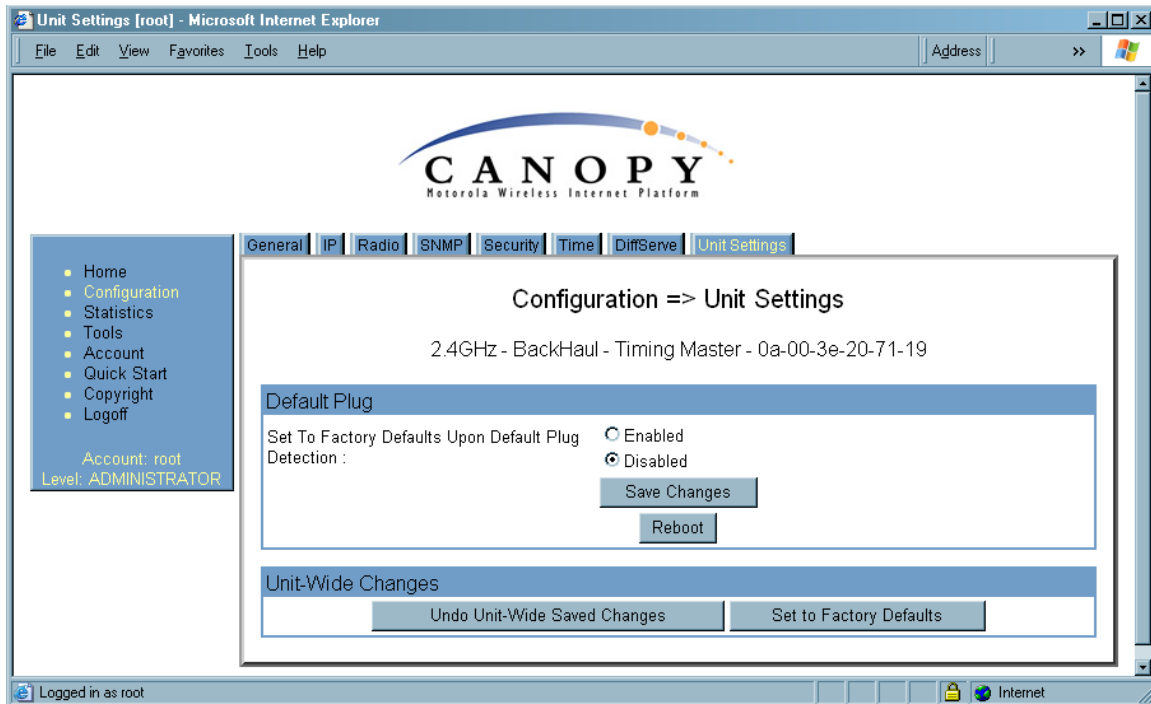 Unit Settings [root] - Microsoft Internet Explorer
File Edit View Favorites Tools Help Address »
CANOPY
Motorola Wireless Internet Platform
General IP Radio SNMP Security Time DiffServe Unit Settings
Home
Configuration
Statistics
Tools
Account
Quick Start
Copyright
Logoff
Account: root
Level: ADMINISTRATOR
Configuration => Unit Settings
2.4GHz - BackHaul - Timing Master - 0a-00-3e-20-71-19
Default Plug
Set To Factory Defaults Upon Default Plug
Detection :
Enabled
Disabled
Save Changes
Reboot
Unit-Wide Changes
Undo Unit-Wide Saved Changes Set to Factory Defaults
Logged in as root Internet